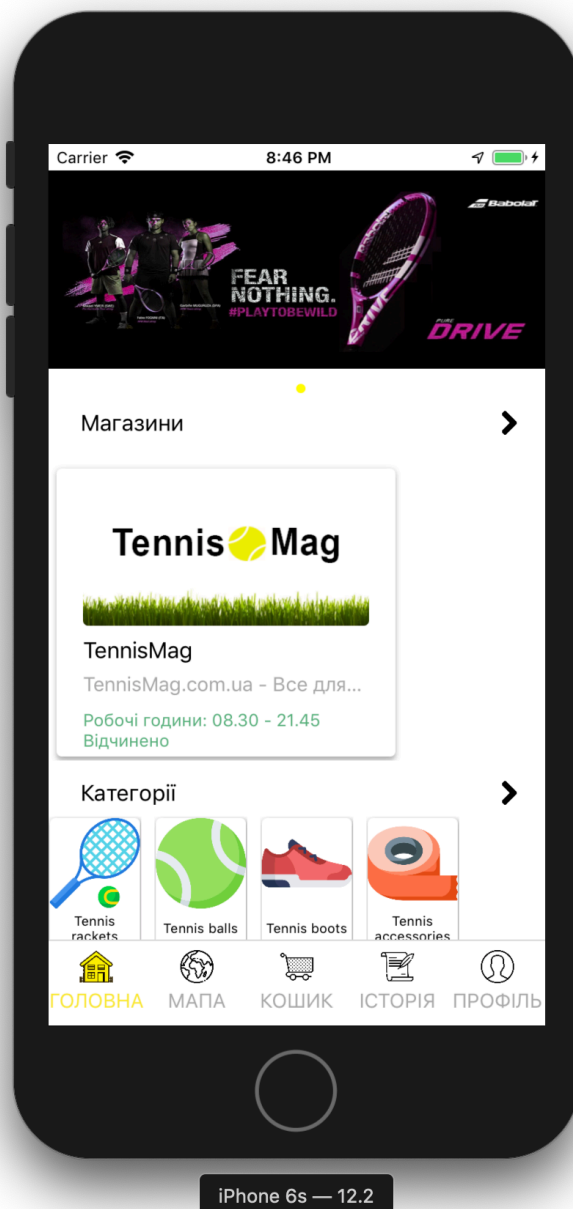 Carrier
8:46 PM
Babolat
FEAR
NOTHING.
#PLAYTOBEWILD
PURE
DRIVE
DRIVE
Магазини
Tennis Mag
TennisMag
TennisMag.com.ua - Все для...
Робочі години: 08.30 - 21.45
Відчинено
Категорії
Tennis
rackets
Tennis balls
Tennis boots
Tennis
accessories
ГОЛОВНА
МАПА
КОШИК
ІСТОРІЯ
ПРОФІЛЬ
iPhone 6s — 12.2